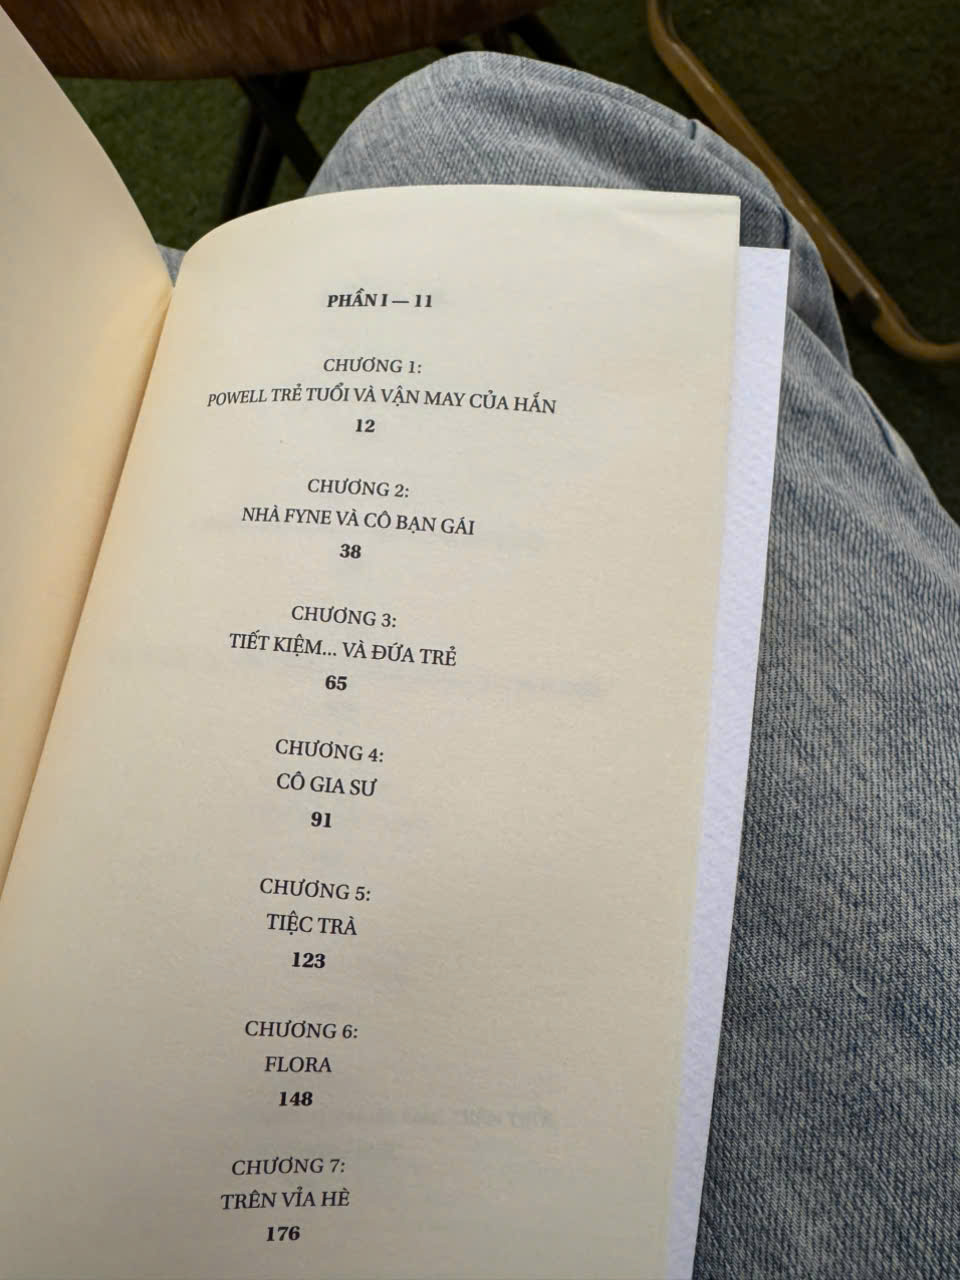 PHẦN I — 11
CHƯƠNG 1:
POWELL TRẺ TUỔI VÀ VẬN MAY CỦA HẮN
12
CHƯƠNG 2:
NHÀ FYNE VÀ CÔ BẠN GÁI
38
CHƯƠNG 3:
TIẾT KIỆM... VÀ ĐỨA TRẺ
65
CHƯƠNG 4:
CÔ GIA SƯ
91
CHƯƠNG 5:
TIỆC TRÀ
123
CHƯƠNG 6:
FLORA
148
CHƯƠNG 7:
TRÊN VỈA HÈ
176